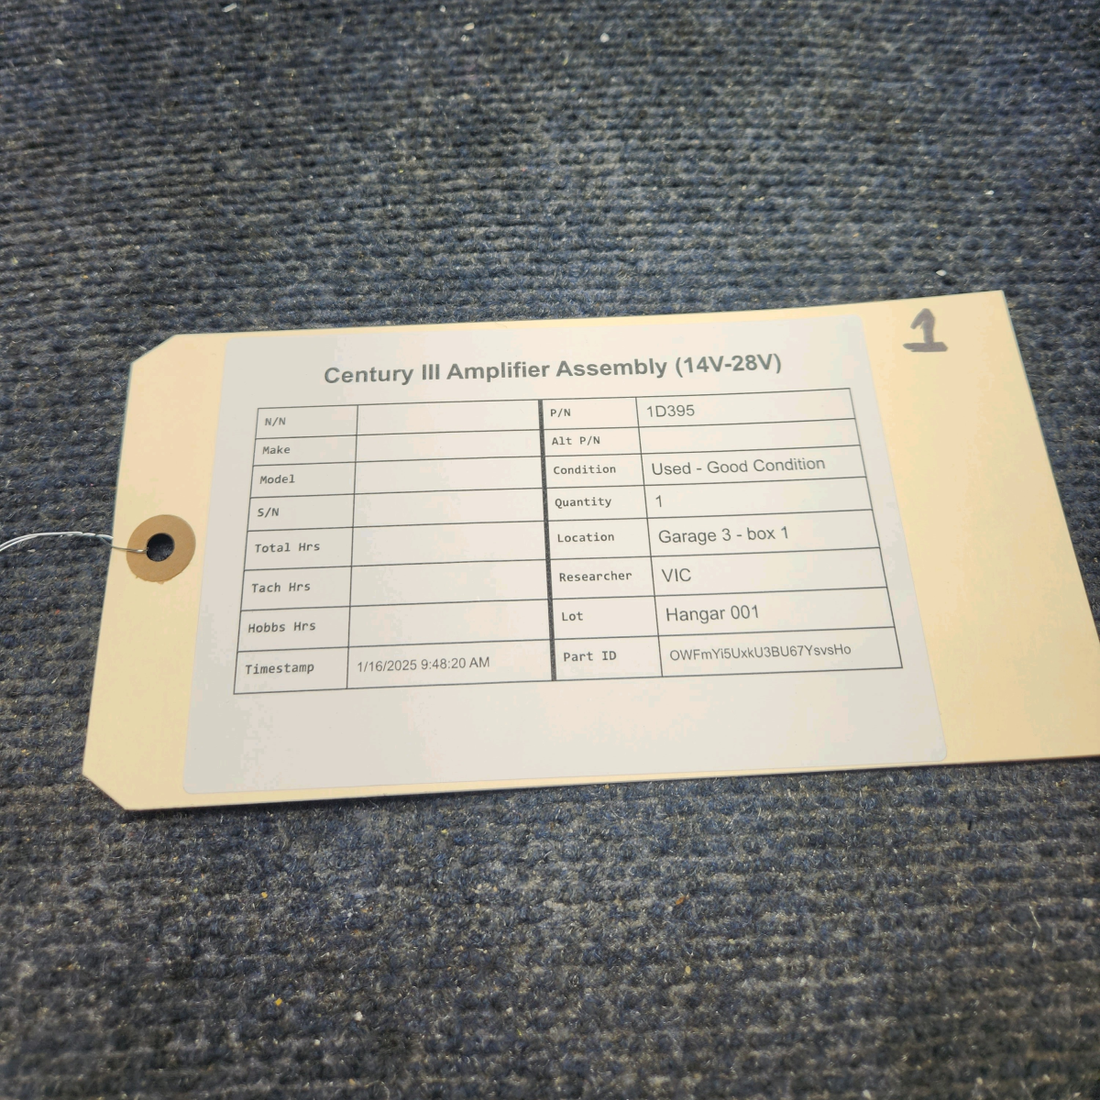 1
Century III Amplifier Assembly (14V-28V)
N/N
P/N 1D395
Make
Alt P/N
Model
Condition Used - Good Condition
S/N
Quantity 1
Total Hrs
Location Garage 3 - box 1
Tach Hrs
Researcher VIC
Hobbs Hrs
Lot Hangar 001
Timestamp 1/16/2025 9:48:20 AM
Part ID OWFmYi5UxkU3BU67YsvsHo